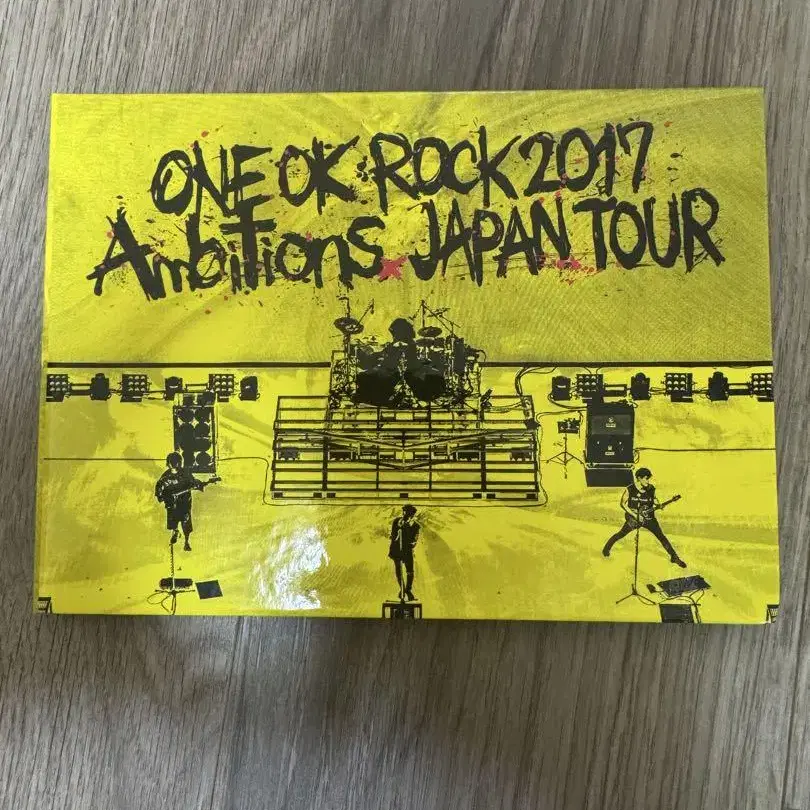 ONE OK ROCK 2017
Ambitions JAPAN TOUR